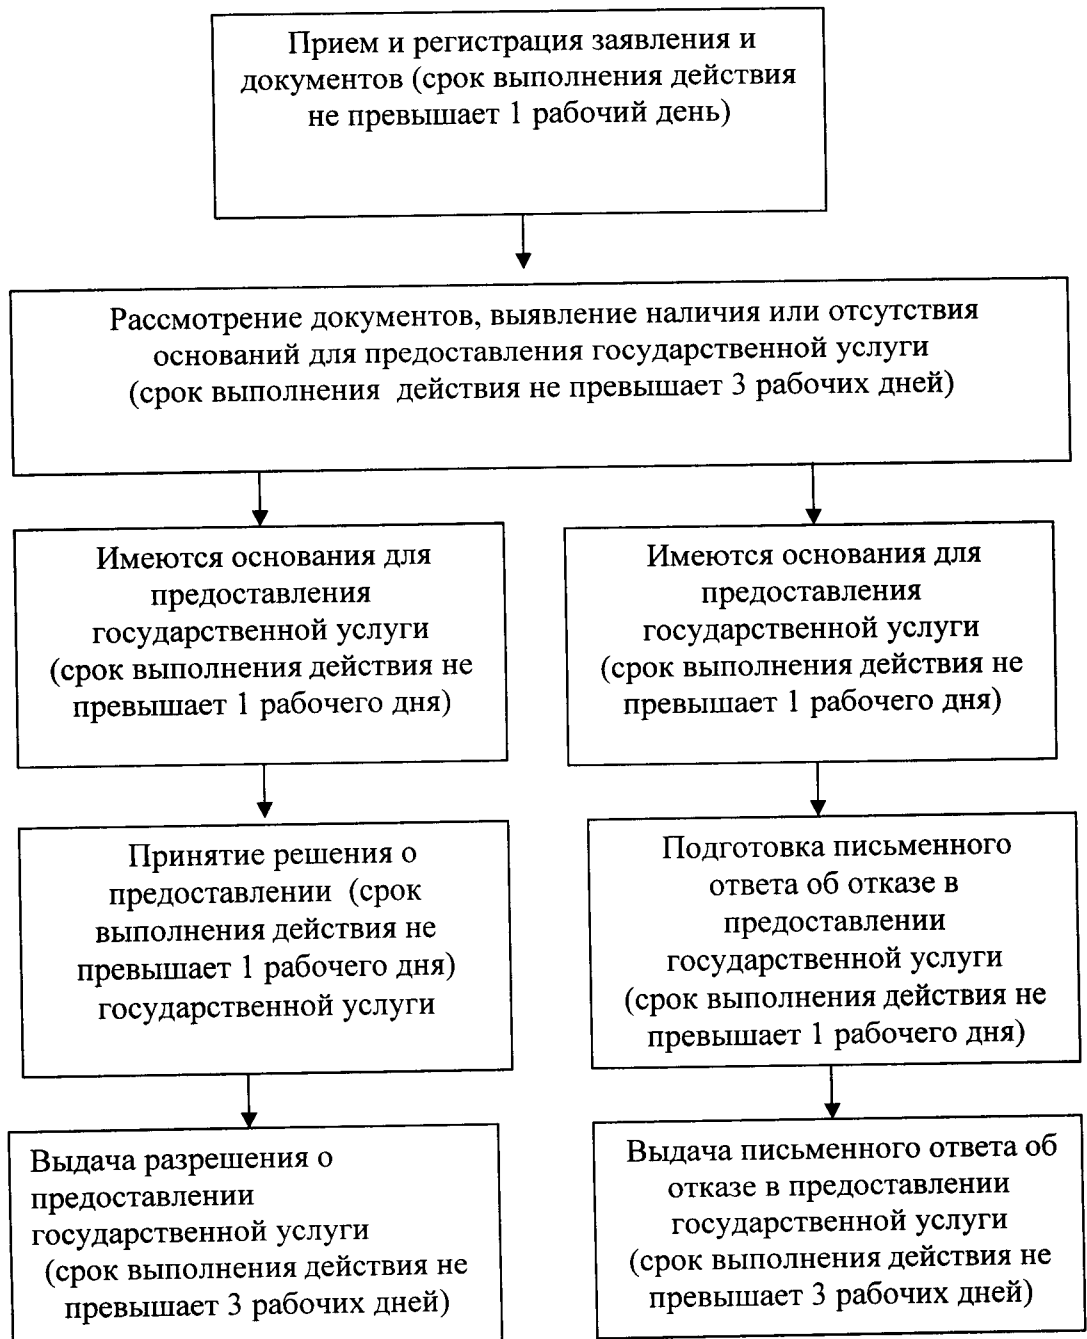 Прием и регистрация заявления и
документов (срок выполнения действия
не превышает 1 рабочий день)
Рассмотрение документов, выявление наличия или отсутствия
оснований для предоставления государственной услуги
(срок выполнения действия не превышает 3 рабочих дней)
Имеются основания для
предоставления
государственной услуги
(срок выполнения действия не
превышает 1 рабочего дня)
Имеются основания для
предоставления
государственной услуги
(срок выполнения действия не
превышает 1 рабочего дня)
Принятие решения о
предоставлении (срок
выполнения действия не
превышает 1 рабочего дня)
государственной услуги
Подготовка письменного
ответа об отказе в
предоставлении
государственной услуги
(срок выполнения действия не
превышает 1 рабочего дня)
Выдача разрешения о
предоставлении
государственной услуги
(срок выполнения действия не
превышает 3 рабочих дней)
Выдача письменного ответа об
отказе в предоставлении
государственной услуги
(срок выполнения действия не
превышает 3 рабочих дней)